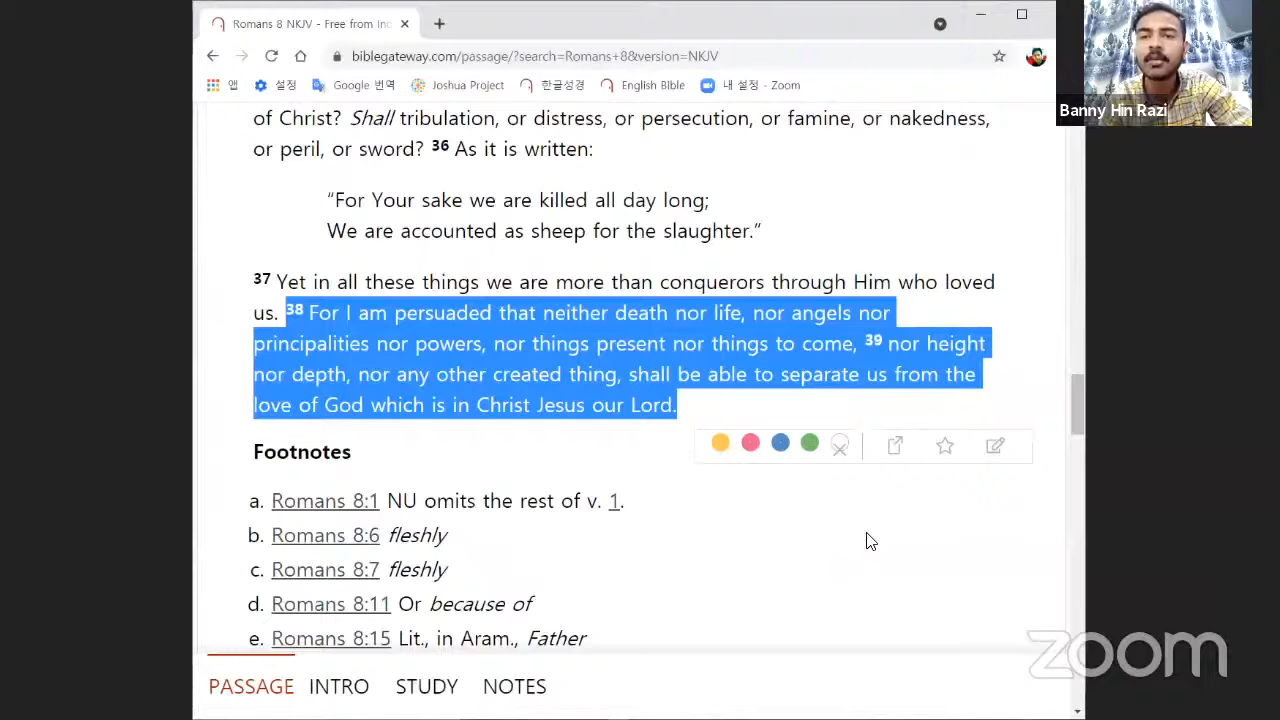 Romans 8 NKJV - Free from Ind
biblegateway.com/passage/?search=Romans+8&version=NKJV
앱 설정 Google 번역 Joshua Project 한글성경 English Bible 내 설정 - Zoom
Banny Hin Razi
of Christ? Shall tribulation, or distress, or persecution, or famine, or nakedness,
or peril, or sword? 36 As it is written:
“For Your sake we are killed all day long;
We are accounted as sheep for the slaughter.”
37 Yet in all these things we are more than conquerors through Him who loved
us. 38 For I am persuaded that neither death nor life, nor angels nor
principalities nor powers, nor things present nor things to come, 39 nor height
nor depth, nor any other created thing, shall be able to separate us from the
love of God which is in Christ Jesus our Lord.
Footnotes
a. Romans 8:1 NU omits the rest of v. 1.
b. Romans 8:6 fleshly
c. Romans 8:7 fleshly
d. Romans 8:11 Or because of
e. Romans 8:15 Lit., in Aram., Father
zoom
PASSAGE INTRO STUDY NOTES